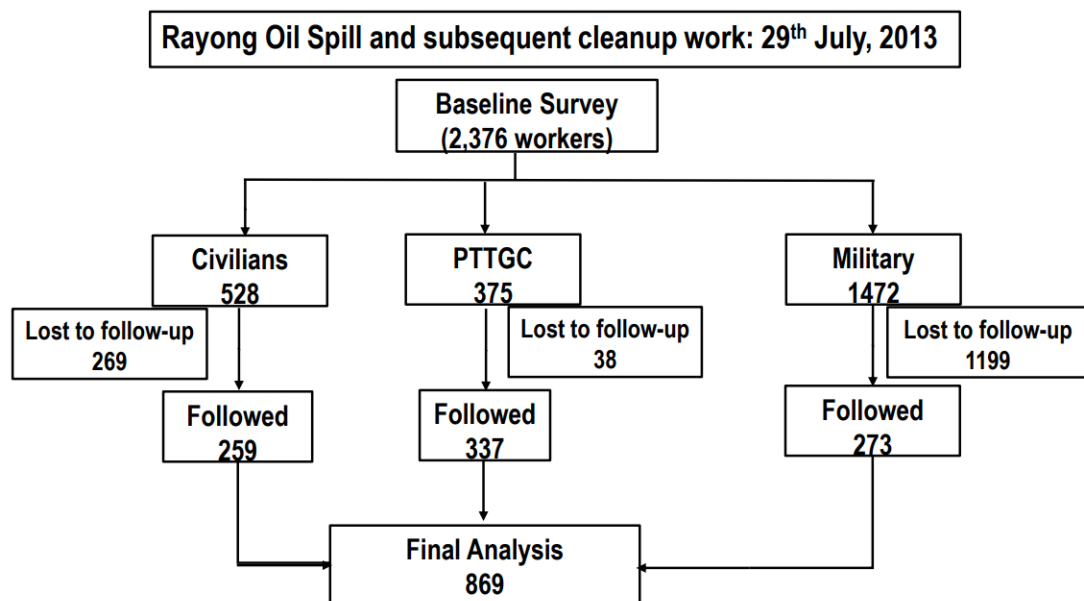 Rayong Oil Spill and subsequent cleanup work: 29th July, 2013
Baseline Survey
(2,376 workers)
Civilians
528
PTTGC
375
Military
1472
Lost to follow-up
269
Lost to follow-up
38
Lost to follow-up
1199
Followed
259
Followed
337
Followed
273
Final Analysis
869